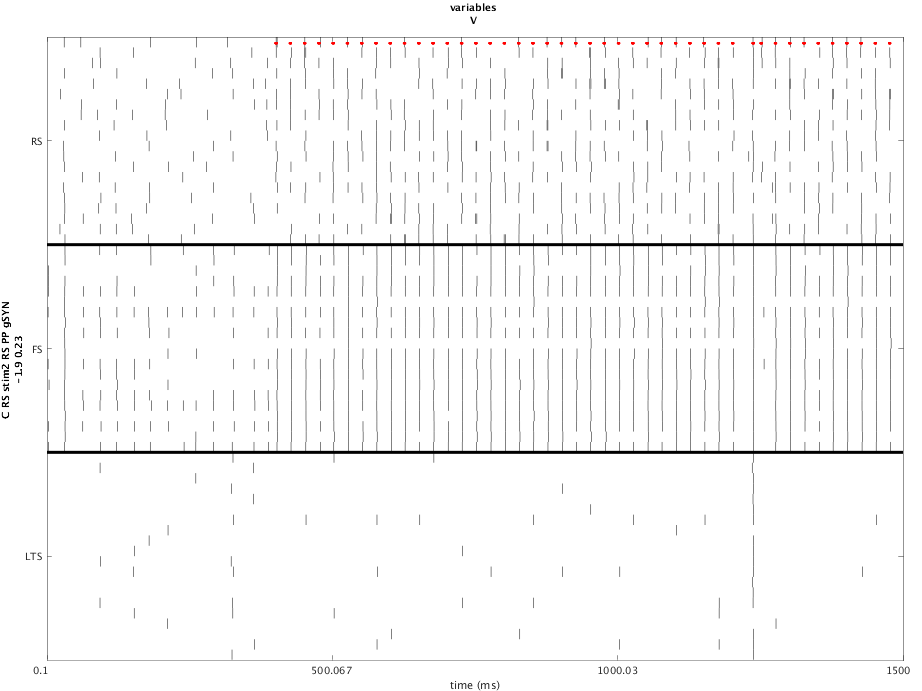 variables
V
C RS stim2 RS PP gSYN
-1.9 0.23
RS
FS
LTS
0.1 500.067 1000.03 1500
time (ms)